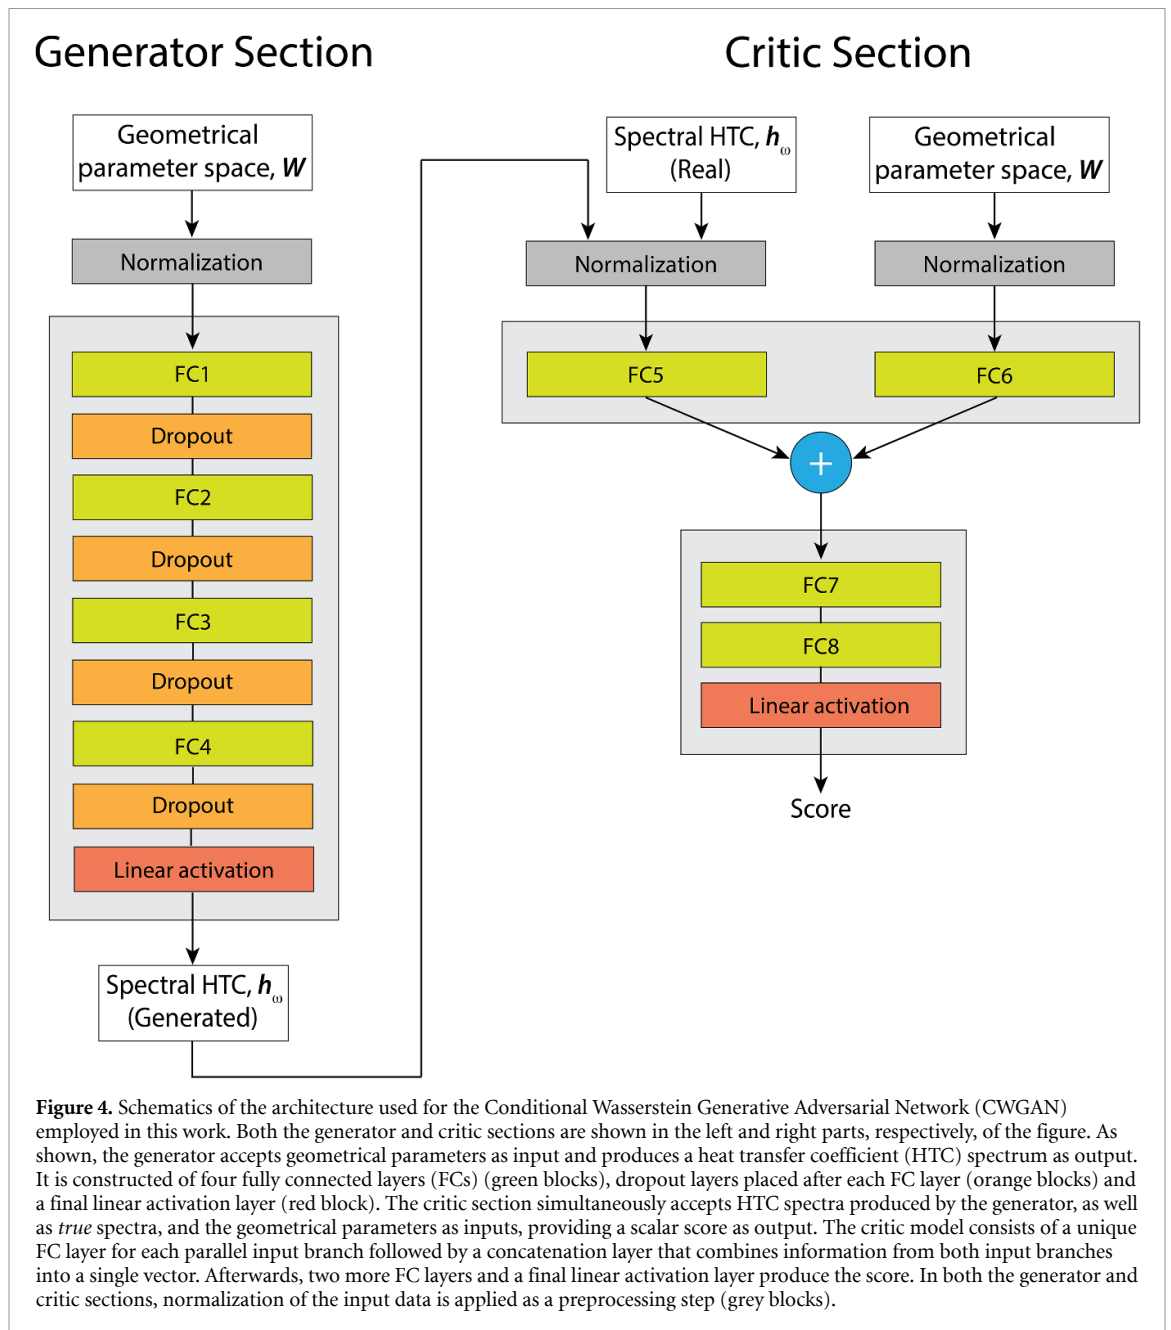 Generator Section
Geometrical
parameter space, W
Normalization
FC1
Dropout
FC2
Dropout
FC3
Dropout
FC4
Dropout
Linear activation
Spectral HTC, hω
(Generated)
Critic Section
Spectral HTC, hω
(Real)
Geometrical
parameter space, W
Normalization
Normalization
FC5
FC6
+
FC7
FC8
Linear activation
Score
Figure 4. Schematics of the architecture used for the Conditional Wasserstein Generative Adversarial Network (CWGAN)
employed in this work. Both the generator and critic sections are shown in the left and right parts, respectively, of the figure. As
shown, the generator accepts geometrical parameters as input and produces a heat transfer coefficient (HTC) spectrum as output.
It is constructed of four fully connected layers (FCs) (green blocks), dropout layers placed after each FC layer (orange blocks) and
a final linear activation layer (red block). The critic section simultaneously accepts HTC spectra produced by the generator, as well
as true spectra, and the geometrical parameters as inputs, providing a scalar score as output. The critic model consists of a unique
FC layer for each parallel input branch followed by a concatenation layer that combines information from both input branches
into a single vector. Afterwards, two more FC layers and a final linear activation layer produce the score. In both the generator and
critic sections, normalization of the input data is applied as a preprocessing step (grey blocks).